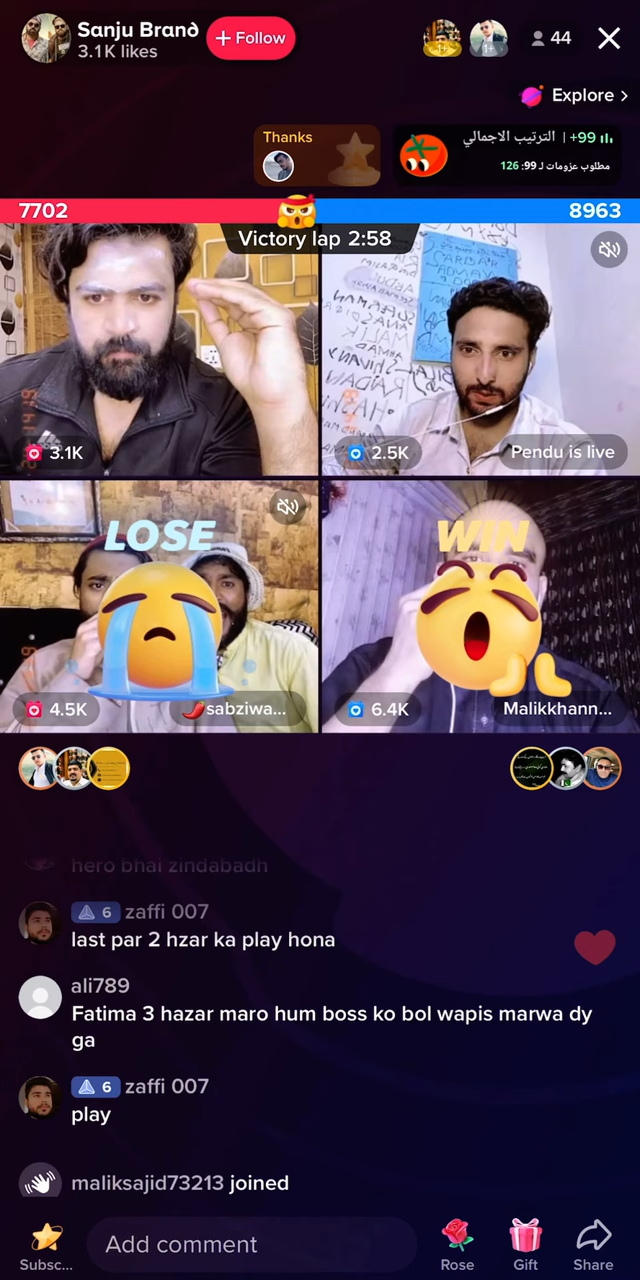 Sanju Brand
3.1K likes
+ Follow
1+
1+
44
Explore >
Thanks
+99 | الترتيب الاجمالي
مطلوب عزومات لـ 99: 126
7702
8963
Victory lap 2:58
3.1K
2.5K
Pendu is live
LOSE
WIN
4.5K
sabziwa...
6.4K
Malikkhann...
hero bhai zindabadh
6 zaffi 007
last par 2 hzar ka play hona
ali789
Fatima 3 hazar maro hum boss ko bol wapis marwa dy
ga
6 zaffi 007
play
maliksajid73213 joined
Subsc...
Add comment
Rose
Gift
Share